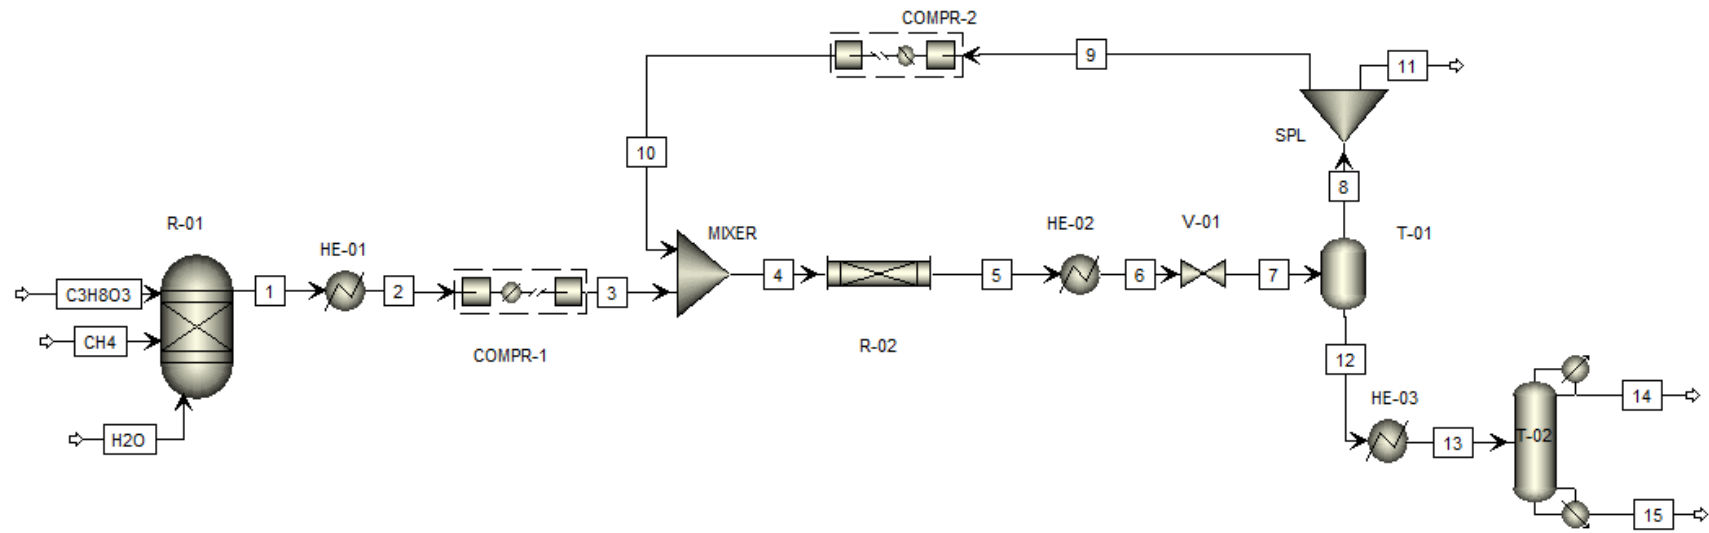 COMPR-2
9
11
SPL
10
8
R-01
HE-01
MIXER
HE-02
V-01
T-01
C3H8O3
1
2
3
4
5
6
7
CH4
COMPR-1
R-02
12
H2O
HE-03
14
13
T-02
15